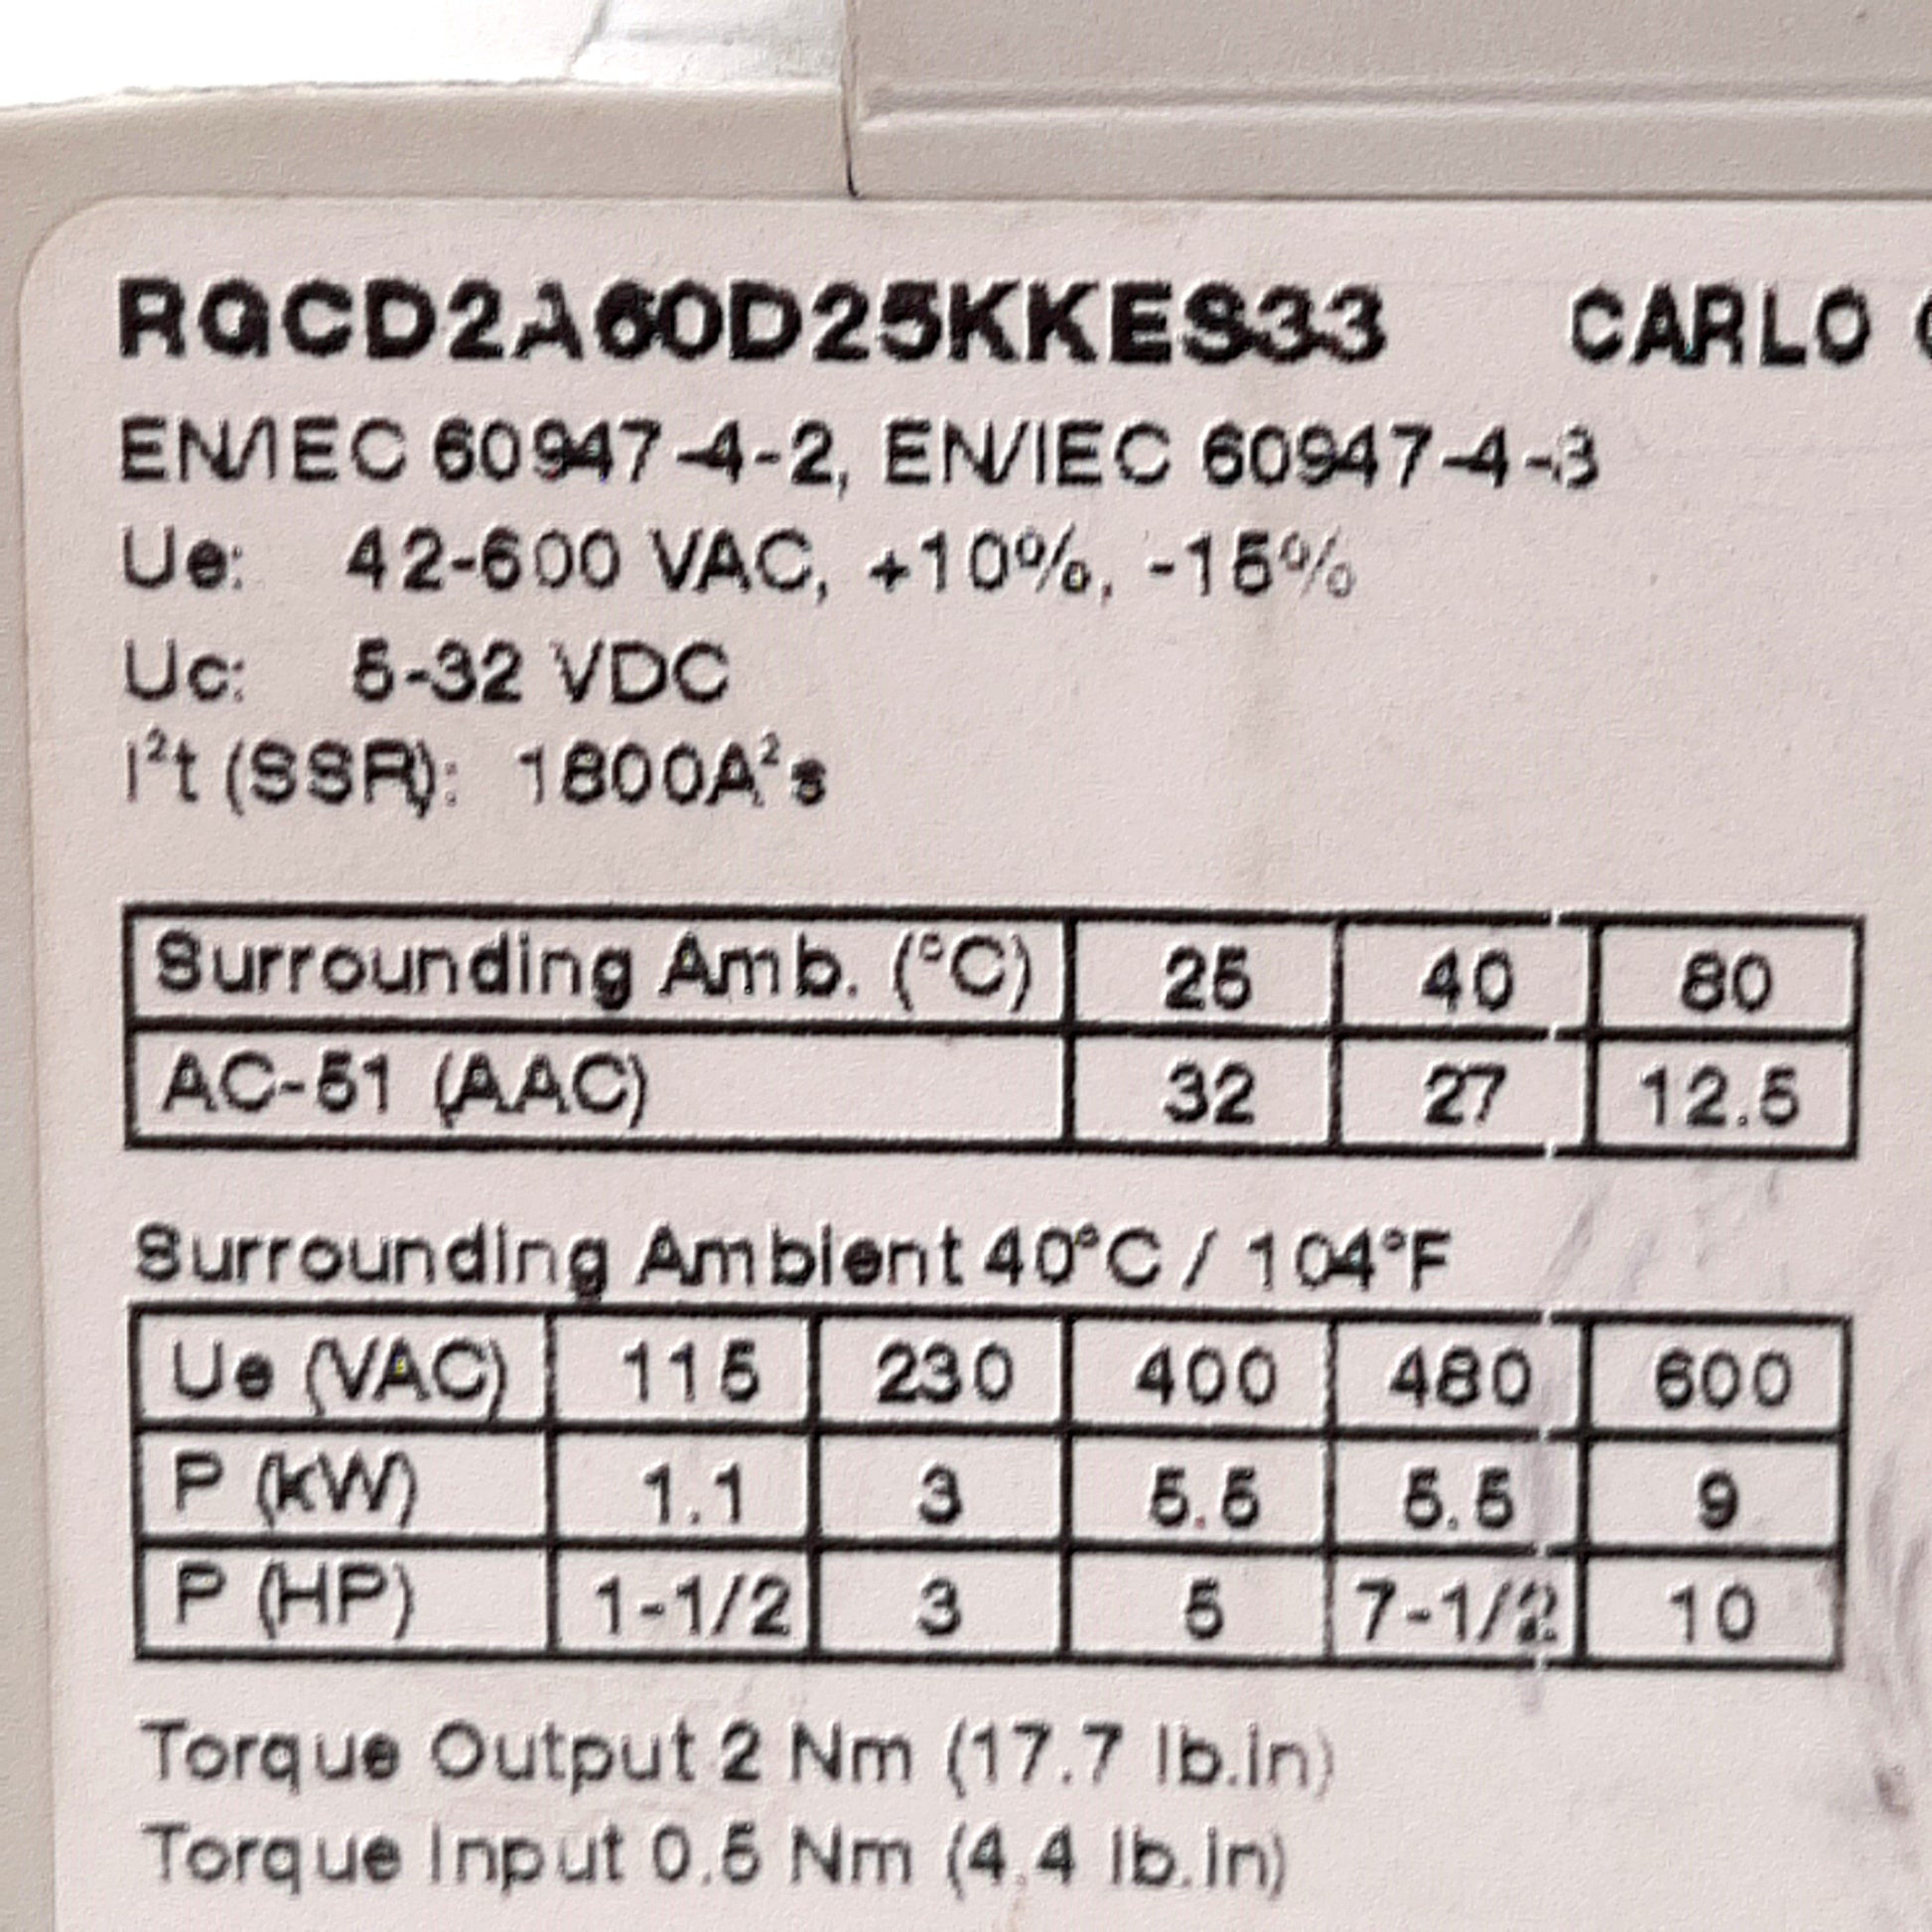 RGCD2A60D25KKES33 CARLO
EN/IEC 60947-4-2, EN/IEC 60947-4-3
Ue: 42-600 VAC, +10%, -15%
Uc: 5-32 VDC
I²t (SSR): 1800A²s
Surrounding Amb. (°C) 25 40 80
AC-51 (AAC) 32 27 12.5
Surrounding Ambient 40°C / 104°F
Ue (VAC) 115 230 400 480 600
P (kW) 1.1 3 5.5 5.5 9
P (HP) 1-1/2 3 5 7-1/2 10
Torque Output 2 Nm (17.7 lb.in)
Torque Input 0.5 Nm (4.4 lb.in)